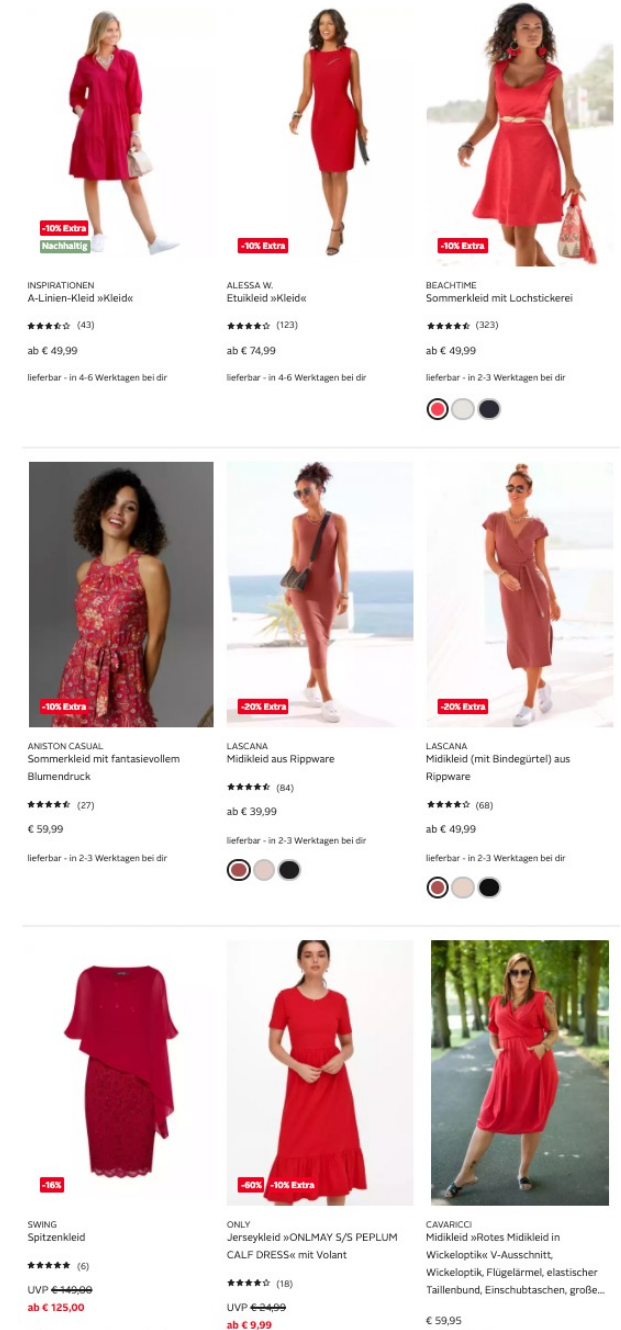 -10% Extra
Nachhaltig
-10% Extra
-10% Extra
INSPIRATIONEN
A-Linien-Kleid »Kleid«
(43)
ab € 49,99
lieferbar - in 4-6 Werktagen bei dir
ALESSA W.
Etuikleid »Kleid«
(123)
ab € 74,99
lieferbar - in 4-6 Werktagen bei dir
BEACHTIME
Sommerkleid mit Lochstickerei
(323)
ab € 49,99
lieferbar - in 2-3 Werktagen bei dir
-10% Extra
-20% Extra
-20% Extra
ANISTON CASUAL
Sommerkleid mit fantasievollem
Blumendruck
(27)
€ 59,99
lieferbar - in 2-3 Werktagen bei dir
LASCANA
Midikleid aus Rippware
(84)
ab € 39,99
lieferbar - in 2-3 Werktagen bei dir
LASCANA
Midikleid (mit Bindegürtel) aus
Rippware
(68)
ab € 49,99
lieferbar - in 2-3 Werktagen bei dir
-16%
-60% -10% Extra
SWING
Spitzenkleid
(6)
UVP € 149,00
ab € 125,00
ONLY
Jerseykleid »ONLMAY S/S PEPLUM
CALF DRESS« mit Volant
(18)
UVP € 24,99
ab € 9,99
CAVARICCI
Midikleid »Rotes Midikleid in
Wickeloptik« V-Ausschnitt,
Wickeloptik, Flügelärmel, elastischer
Taillenbund, Einschubtaschen, große...
€ 59,95